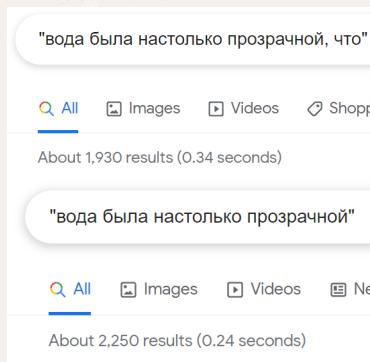 "вода была настолько прозрачной, что"
All Images Videos Shopp
About 1,930 results (0.34 seconds)
"вода была настолько прозрачной"
All Images Videos Ne
About 2,250 results (0.24 seconds)